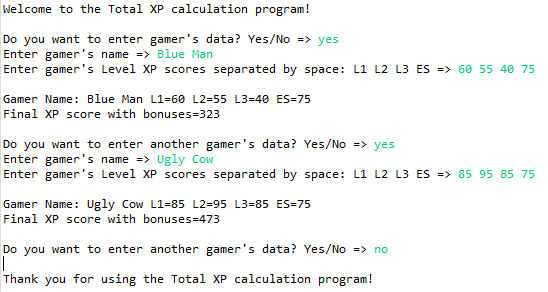 Welcome to the Total XP calculation program!
Do you want to enter gamer's data? Yes/No => yes
Enter gamer's name => Blue Man
Enter gamer's Level XP scores separated by space: L1 L2 L3 ES => 60 55 40 75
Gamer Name: Blue Man L1=60 L2=55 L3=40 ES=75
Final XP score with bonuses=323
Do you want to enter another gamer's data? Yes/No => yes
Enter gamer's name => Ugly Cow
Enter gamer's Level XP scores separated by space: L1 L2 L3 ES => 85 95 85 75
Gamer Name: Ugly Cow L1=85 L2=95 L3=85 ES=75
Final XP score with bonuses=473
Do you want to enter another gamer's data? Yes/No => no
Thank you for using the Total XP calculation program!